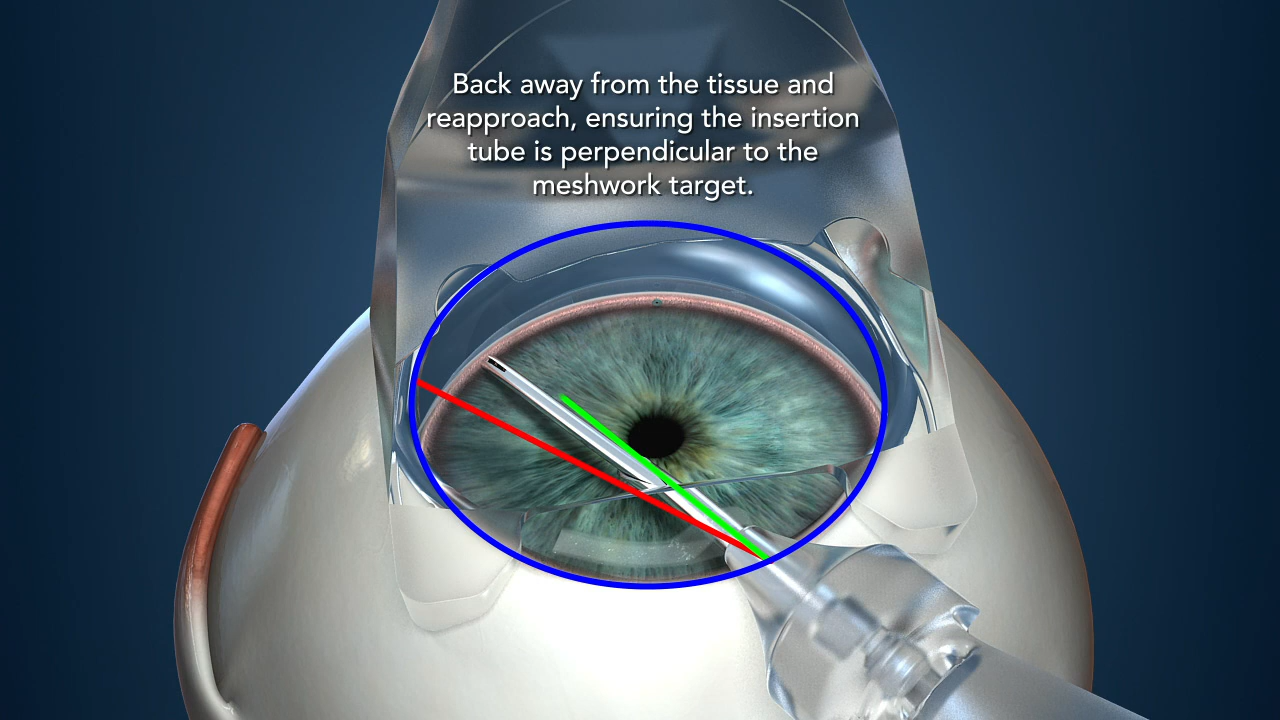 Back away from the tissue and
reapproach, ensuring the insertion
tube is perpendicular to the
meshwork target.